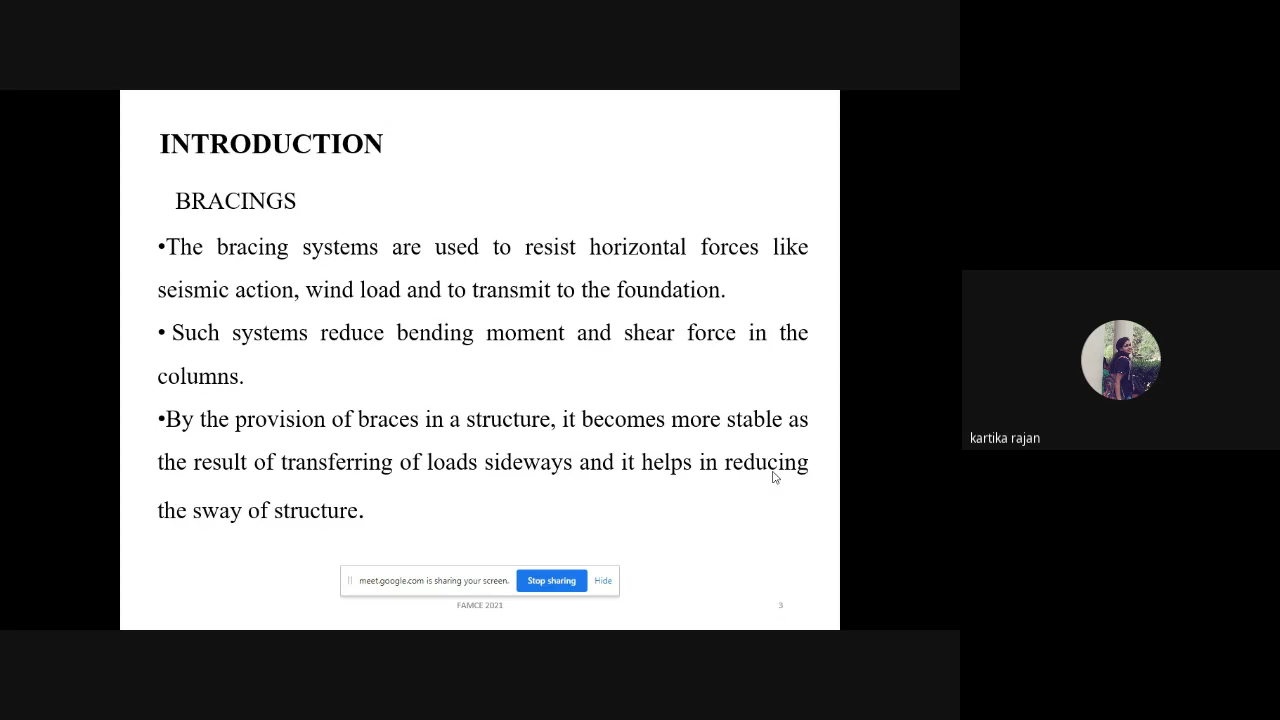 INTRODUCTION
BRACINGS
•The bracing systems are used to resist horizontal forces like
seismic action, wind load and to transmit to the foundation.
• Such systems reduce bending moment and shear force in the
columns.
•By the provision of braces in a structure, it becomes more stable as
the result of transferring of loads sideways and it helps in reducing
the sway of structure.
meet.google.com is sharing your screen. Stop sharing Hide
FAMCE 2021 3
kartika rajan